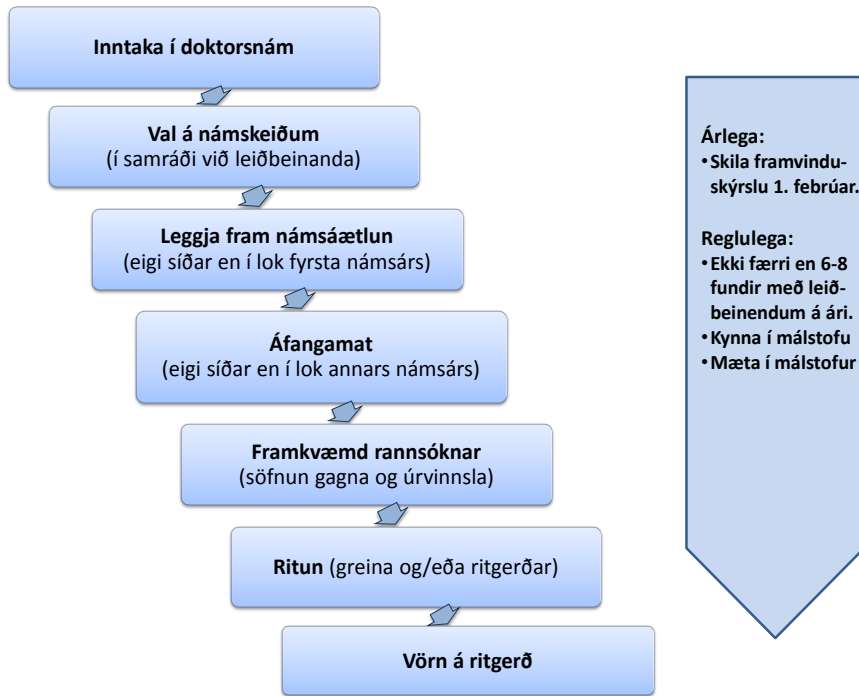 Inntaka í doktorsnám
Val á námskeiðum
(í samráði við leiðbeinanda)
Leggja fram námsáætlun
(eigi síðar en í lok fyrsta námsárs)
Áfangamat
(eigi síðar en í lok annars námsárs)
Framkvæmd rannsóknar
(söfnun gagna og úrvinnsla)
Ritun (greina og/eða ritgerðar)
Vörn á ritgerð
Árlega:
• Skila framvindu-
skýrslu 1. febrúar.
Reglulega:
• Ekki færri en 6-8
fundir með leið-
beinendum á ári.
• Kynna í málstofu
• Mæta í málstofur